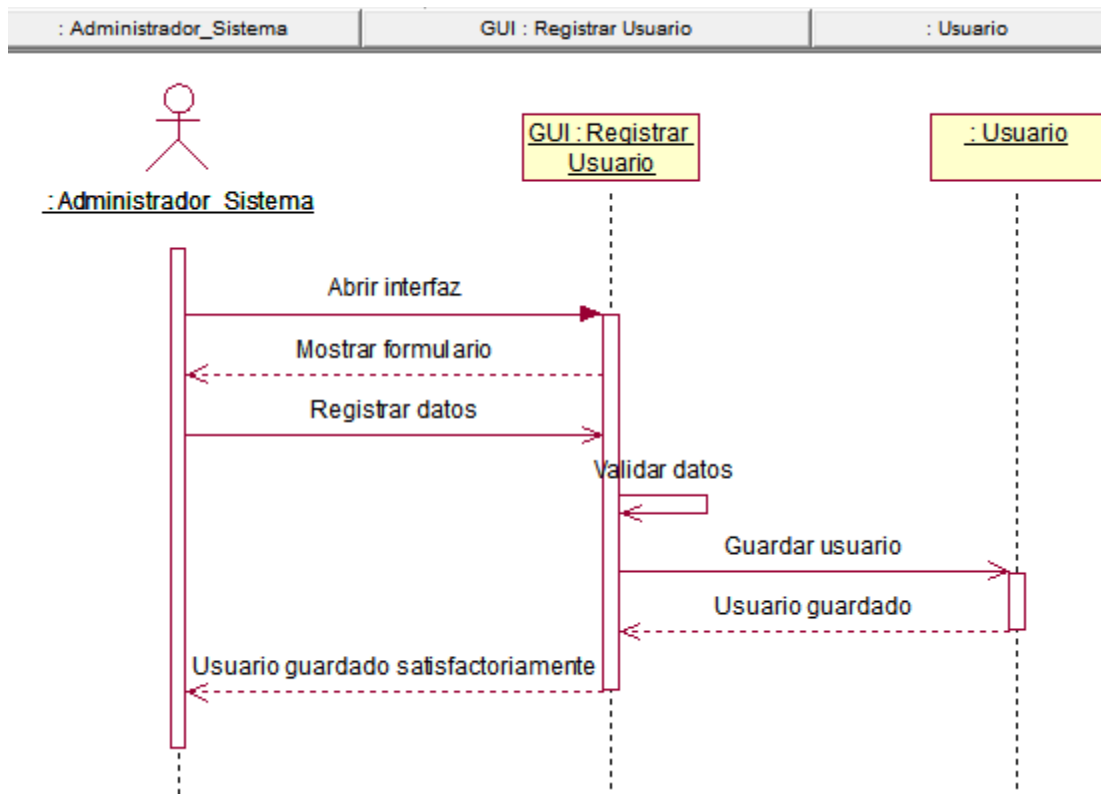 : Administrador_Sistema
GUI : Registrar Usuario
: Usuario
GUI : Registrar
Usuario
: Usuario
: Administrador_Sistema
Abrir interfaz
Mostrar formulario
Registrar datos
Validar datos
Guardar usuario
Usuario guardado
Usuario guardado satisfactoriamente